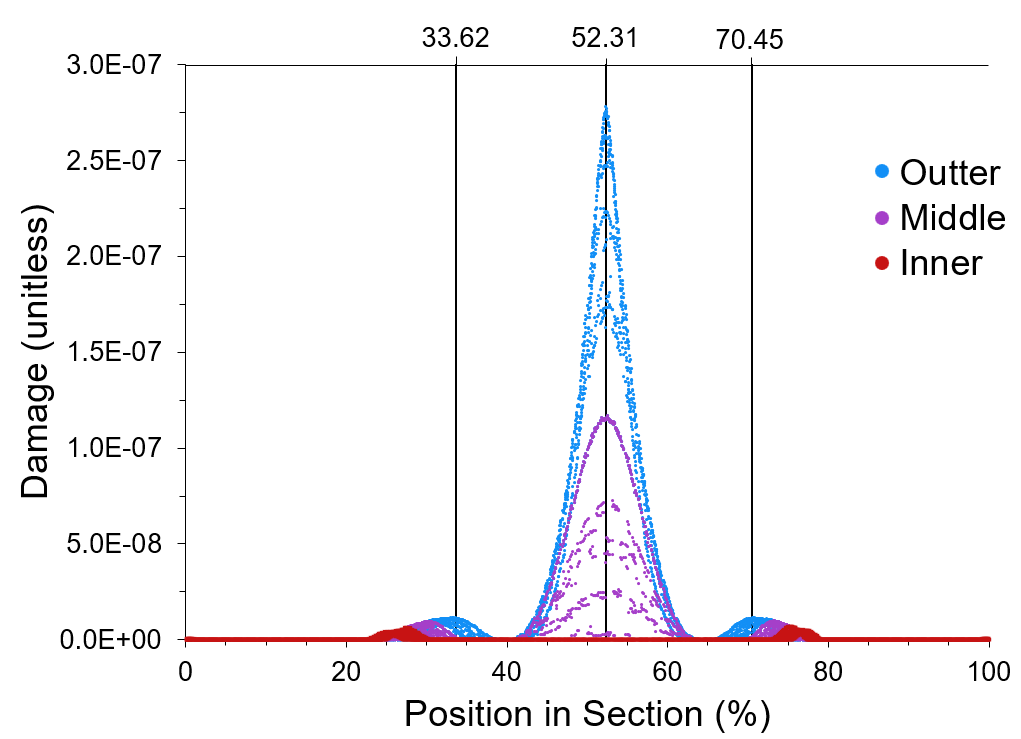 33.62 52.31 70.45
3.0E-07
2.5E-07
2.0E-07
1.5E-07
1.0E-07
5.0E-08
0.0E+00
Damage (unitless)
Outter
Middle
Inner
0 20 40 60 80 100
Position in Section (%)